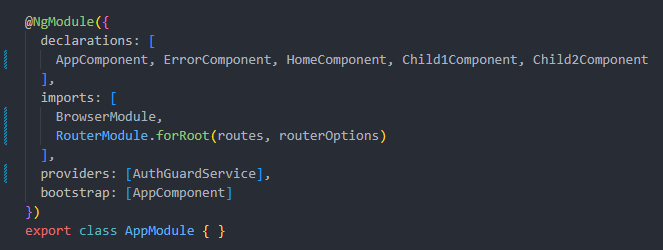 @NgModule({
  declarations: [
    AppComponent, ErrorComponent, HomeComponent, Child1Component, Child2Component
  ],
  imports: [
    BrowserModule,
    RouterModule.forRoot(routes, routerOptions)
  ],
  providers: [AuthGuardService],
  bootstrap: [AppComponent]
})
export class AppModule { }